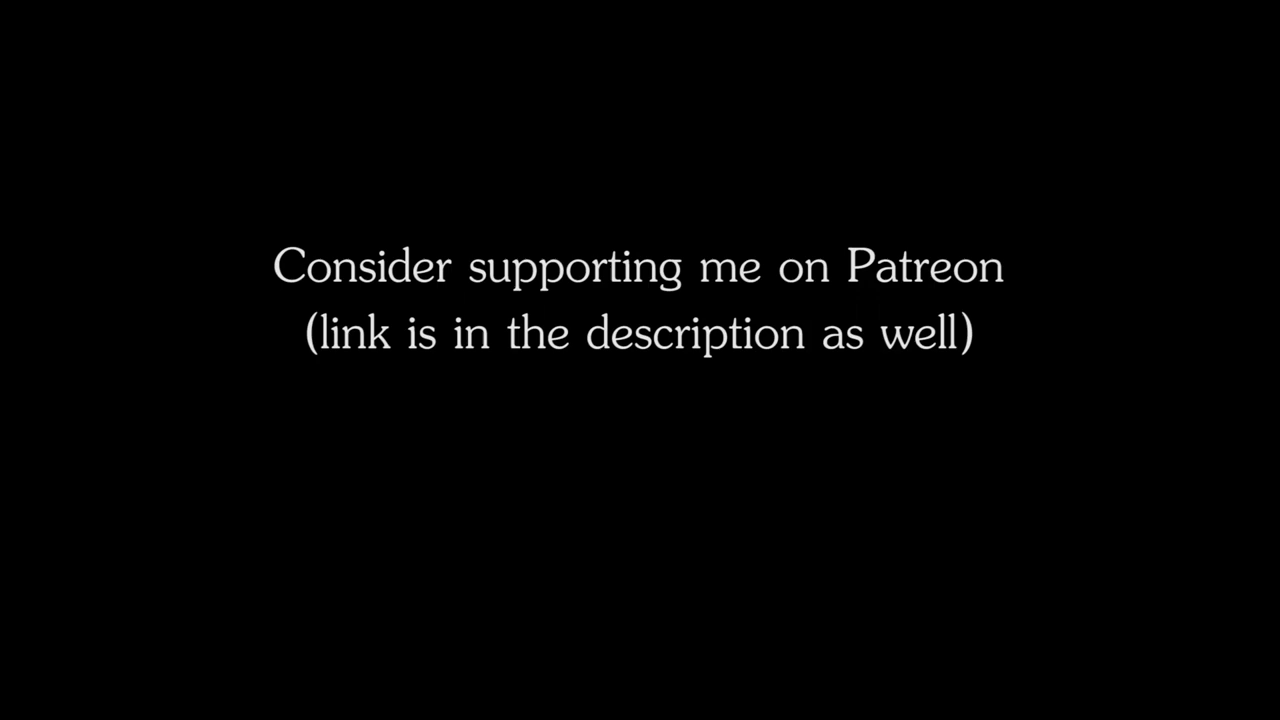 Consider supporting me on Patreon
(link is in the description as well)